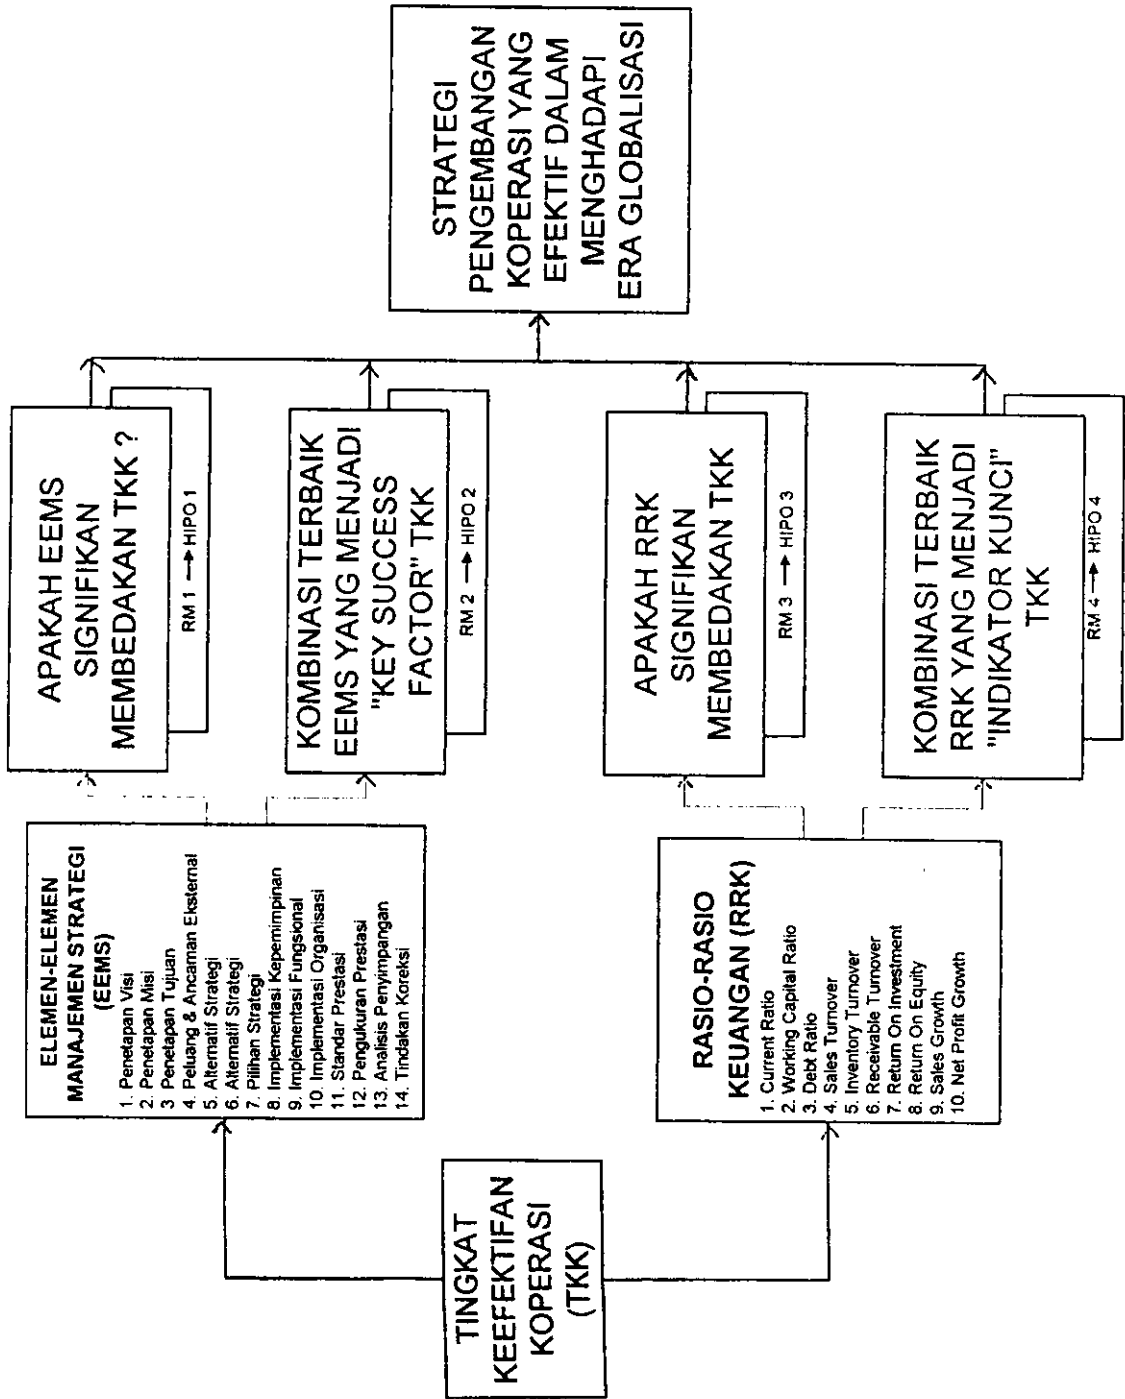 TINGKAT
KEEFEKTIFAN
KOPERASI
(TKK)
ELEMEN-ELEMEN
MANAJEMEN STRATEGI
(EEMS)
1. Penetapan Visi
2. Penetapan Misi
3 Penetapan Tujuan
4. Peluang & Ancaman Eksternal
5. Alternatif Strategi
6. Alternatif Strategi
7. Pilihan Strategi
8. Implementasi Kepemimpinan
9. Implementasi Fungsional
10. Implementasi Organisasi
11. Standar Prestasi
12. Pengukuran Prestasi
13. Analisis Penyimpangan
14. Tindakan Koreksi
RASIO-RASIO
KEUANGAN (RRK)
1. Current Ratio
2. Working Capital Ratio
3. Debt Ratio
4. Sales Turnover
5. Inventory Turnover
6. Receivable Turnover
7. Return On Investment
8. Return On Equity
9. Sales Growth
10. Net Profit Growth
APAKAH EEMS
SIGNIFIKAN
MEMBEDAKAN TKK ?
RM 1 → HIPO 1
KOMBINASI TERBAIK
EEMS YANG MENJADI
"KEY SUCCESS
FACTOR" TKK
RM 2 → HIPO 2
APAKAH RRK
SIGNIFIKAN
MEMBEDAKAN TKK
RM 3 → HIPO 3
KOMBINASI TERBAIK
RRK YANG MENJADI
"INDIKATOR KUNCI"
TKK
RM 4 → HIPO 4
STRATEGI
PENGEMBANGAN
KOPERASI YANG
EFEKTIF DALAM
MENGHADAPI
ERA GLOBALISASI